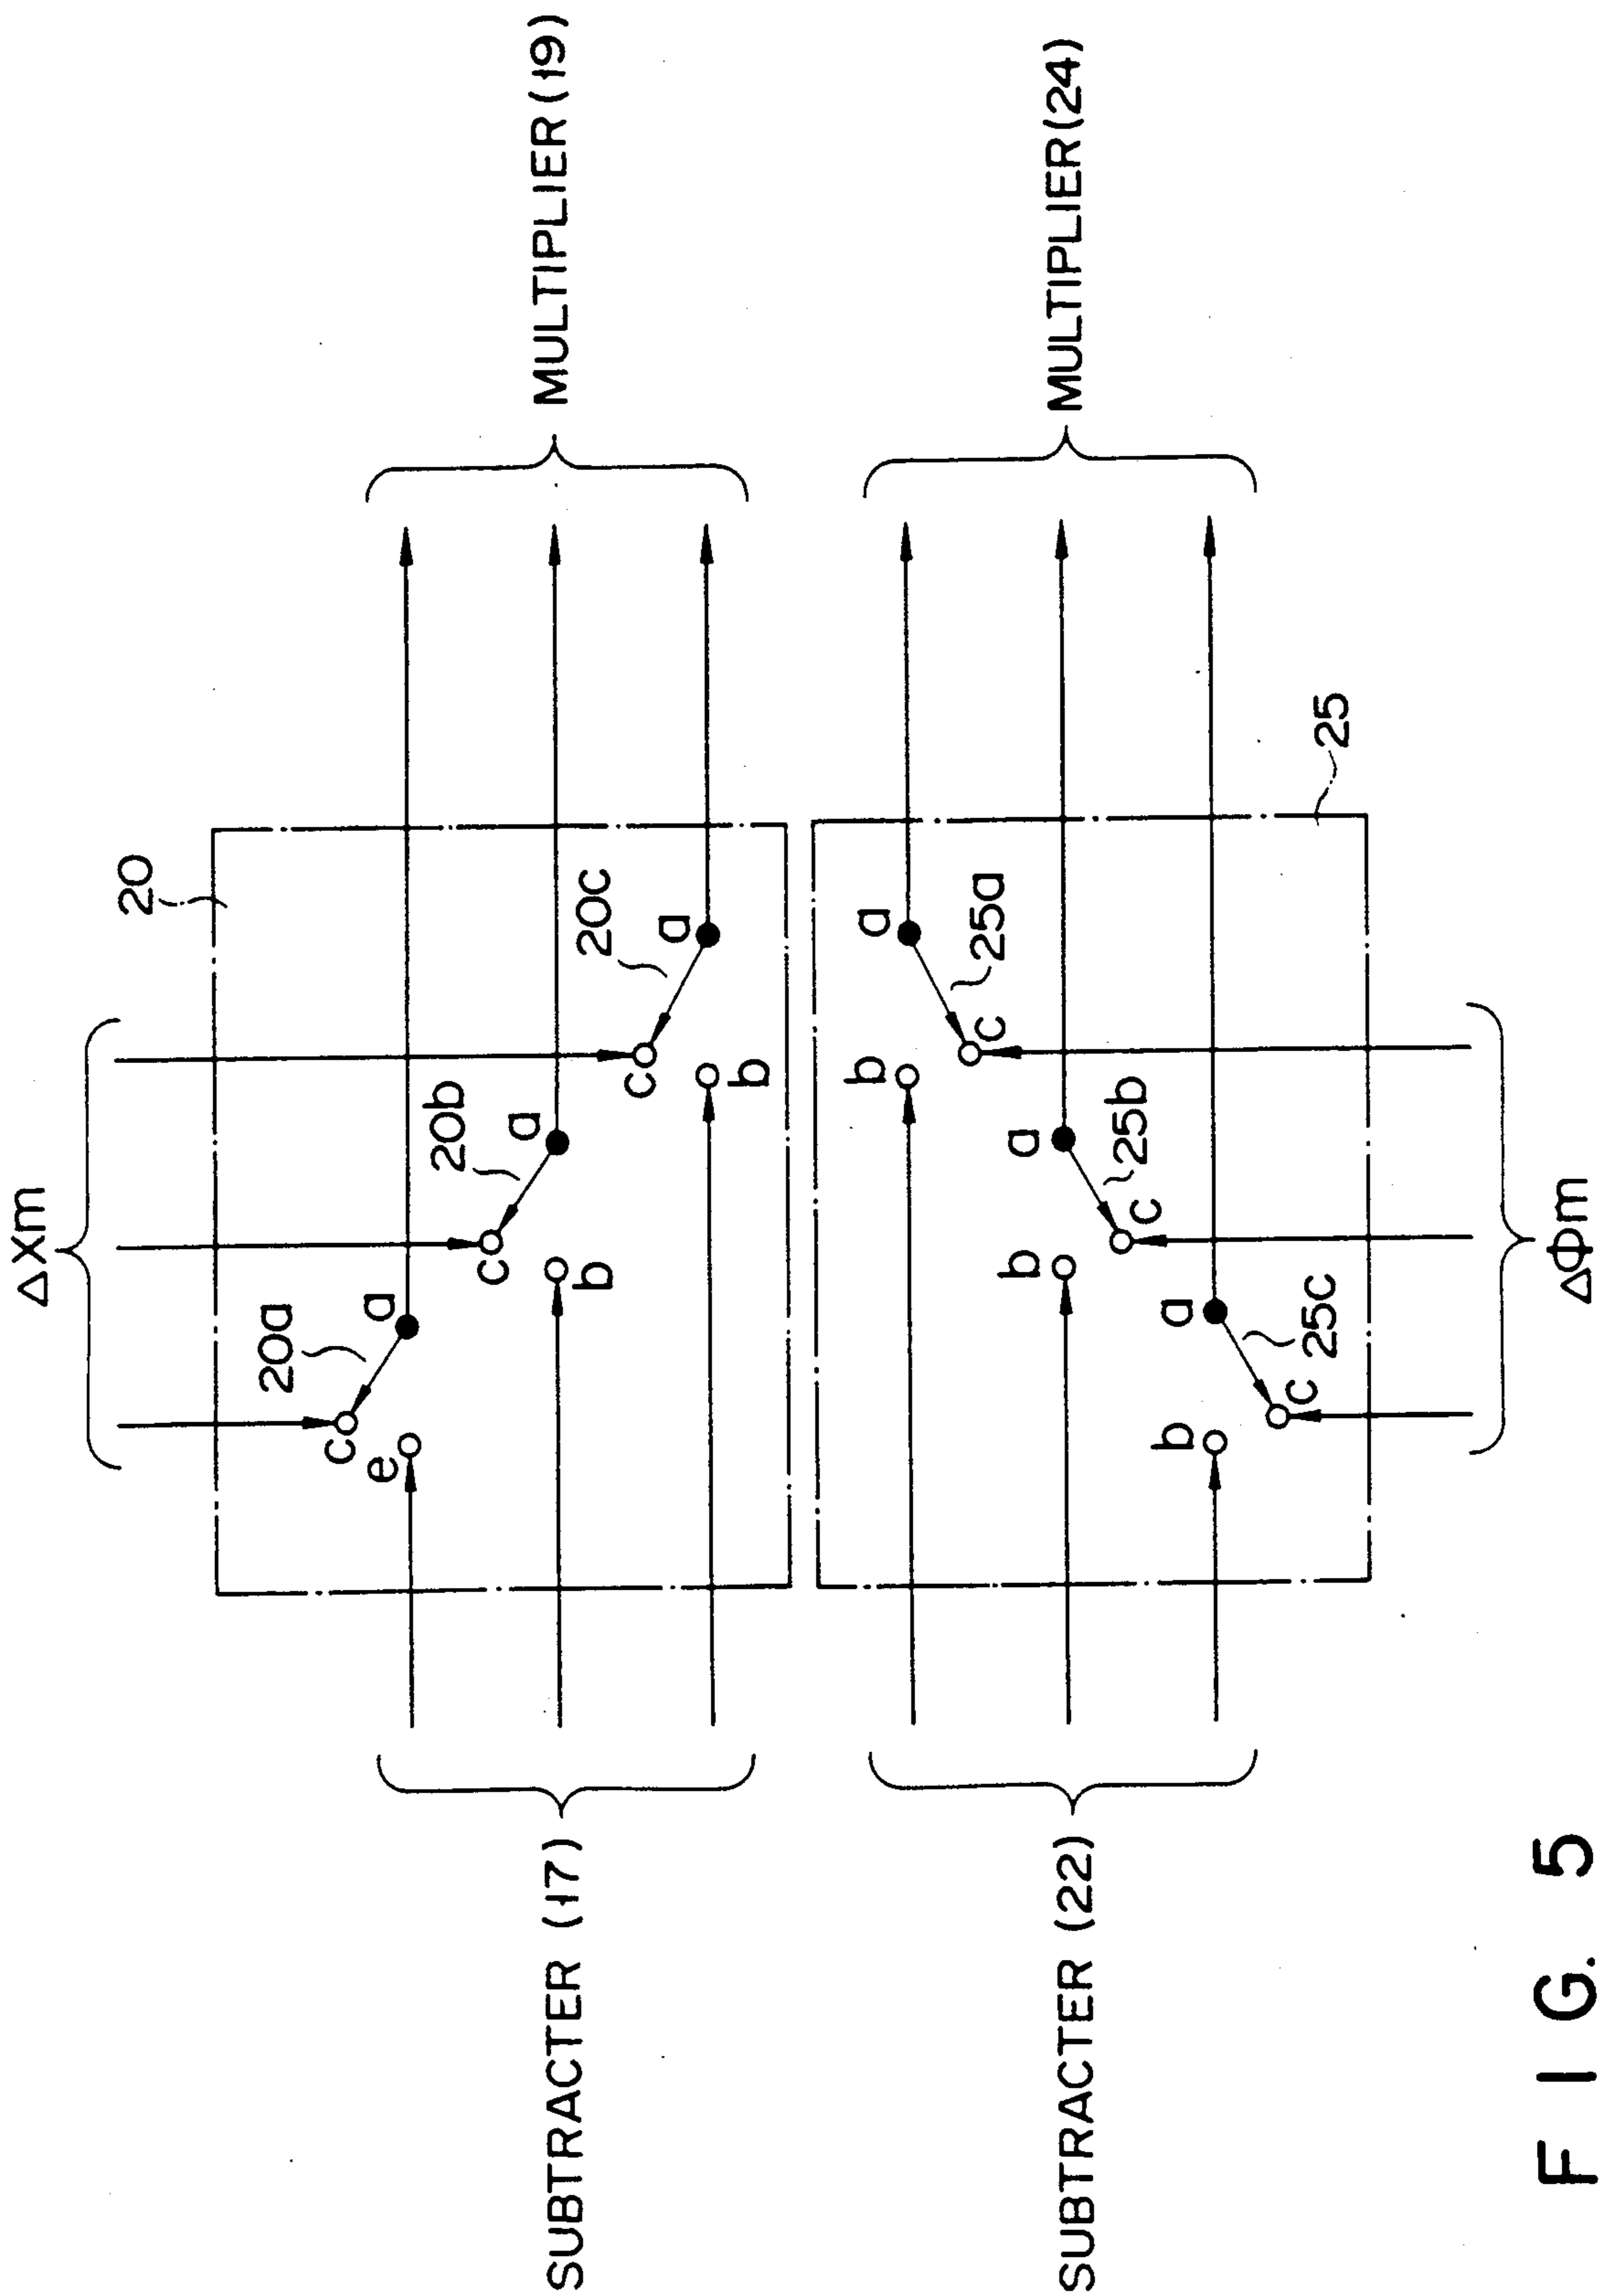 ΔXm
20
20a
20b
20c
c
a
c
a
c
a
e
b
b
SUBTRACTER (17)
MULTIPLIER (19)
SUBTRACTER (22)
MULTIPLIER (24)
b
a
b
a
c
25a
b
a
c
25b
c
25c
25
ΔΦm
FIG. 5